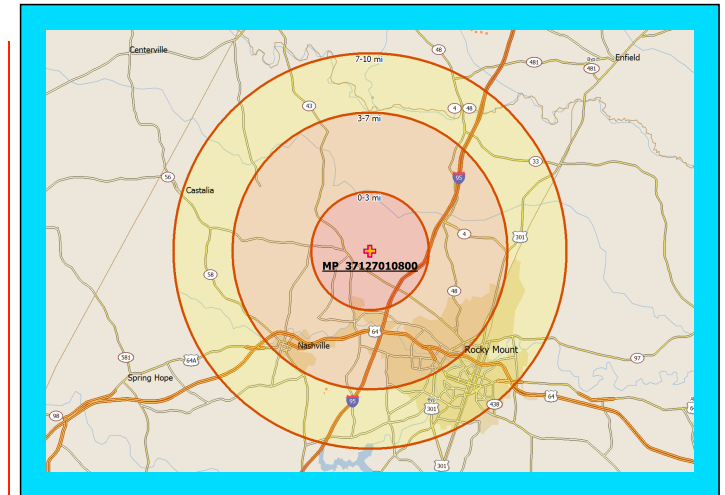 Centerville
7-10 mi
48
481
Enfield
481
43
4
48
3-7 mi
33
56
95
Castalia
0-3 mi
4
301
MP 37127010800
58
48
64
Nashville
Rocky Mount
581
64A
97
Spring Hope
64
95
301
438
98
301